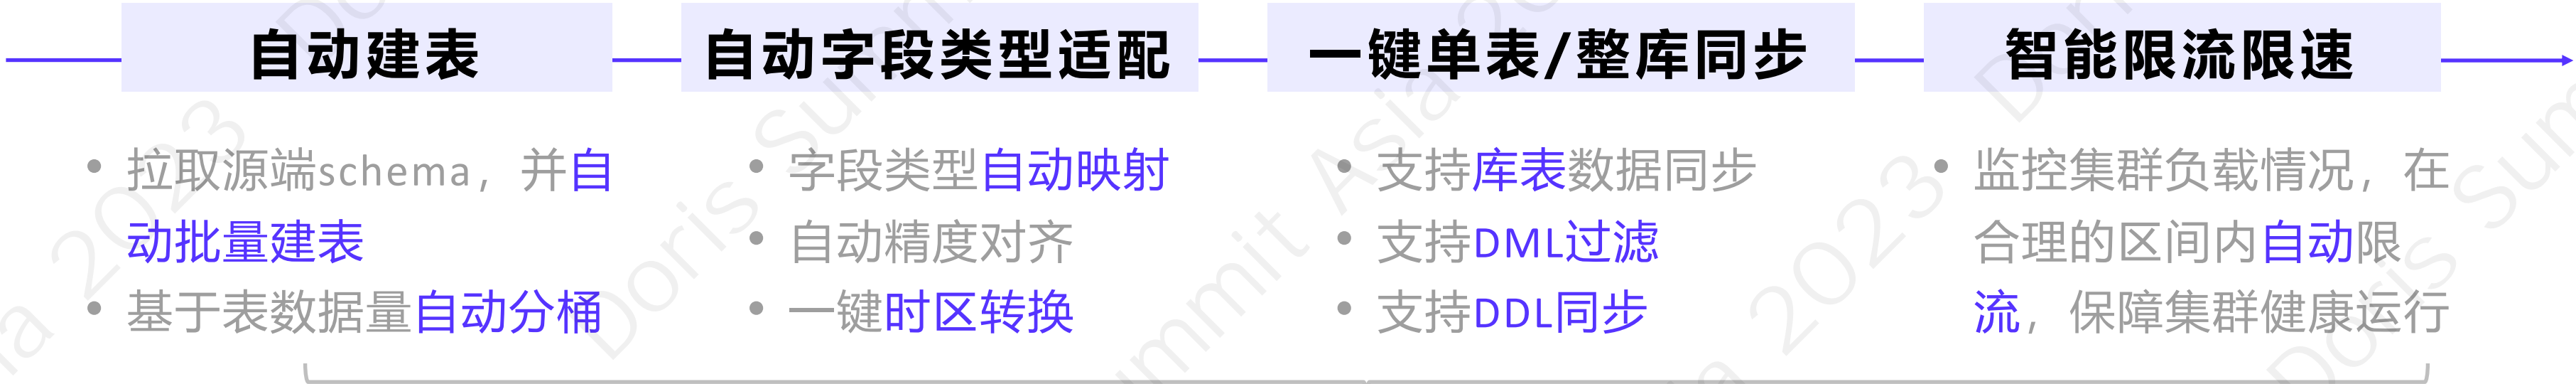 自动建表
自动字段类型适配
一键单表/整库同步
智能限流限速
拉取源端schema，并自
动批量建表
基于表数据量自动分桶
字段类型自动映射
自动精度对齐
一键时区转换
支持库表数据同步
支持DML过滤
支持DDL同步
监控集群负载情况，在
合理的区间内自动限
流，保障集群健康运行
Doris Summit Asia 2023